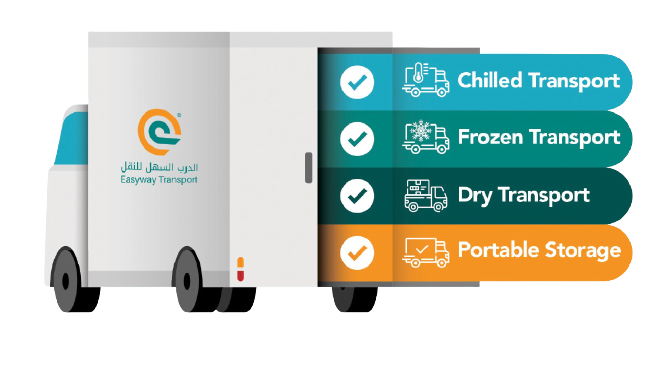 الدرب السهل للنقل
Easyway Transport
Chilled Transport
Frozen Transport
Dry Transport
Portable Storage